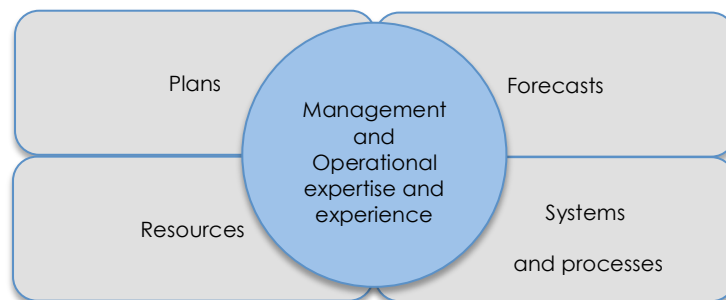 Plans
Forecasts
Management
and
Operational
expertise and
experience
Resources
Systems
and processes